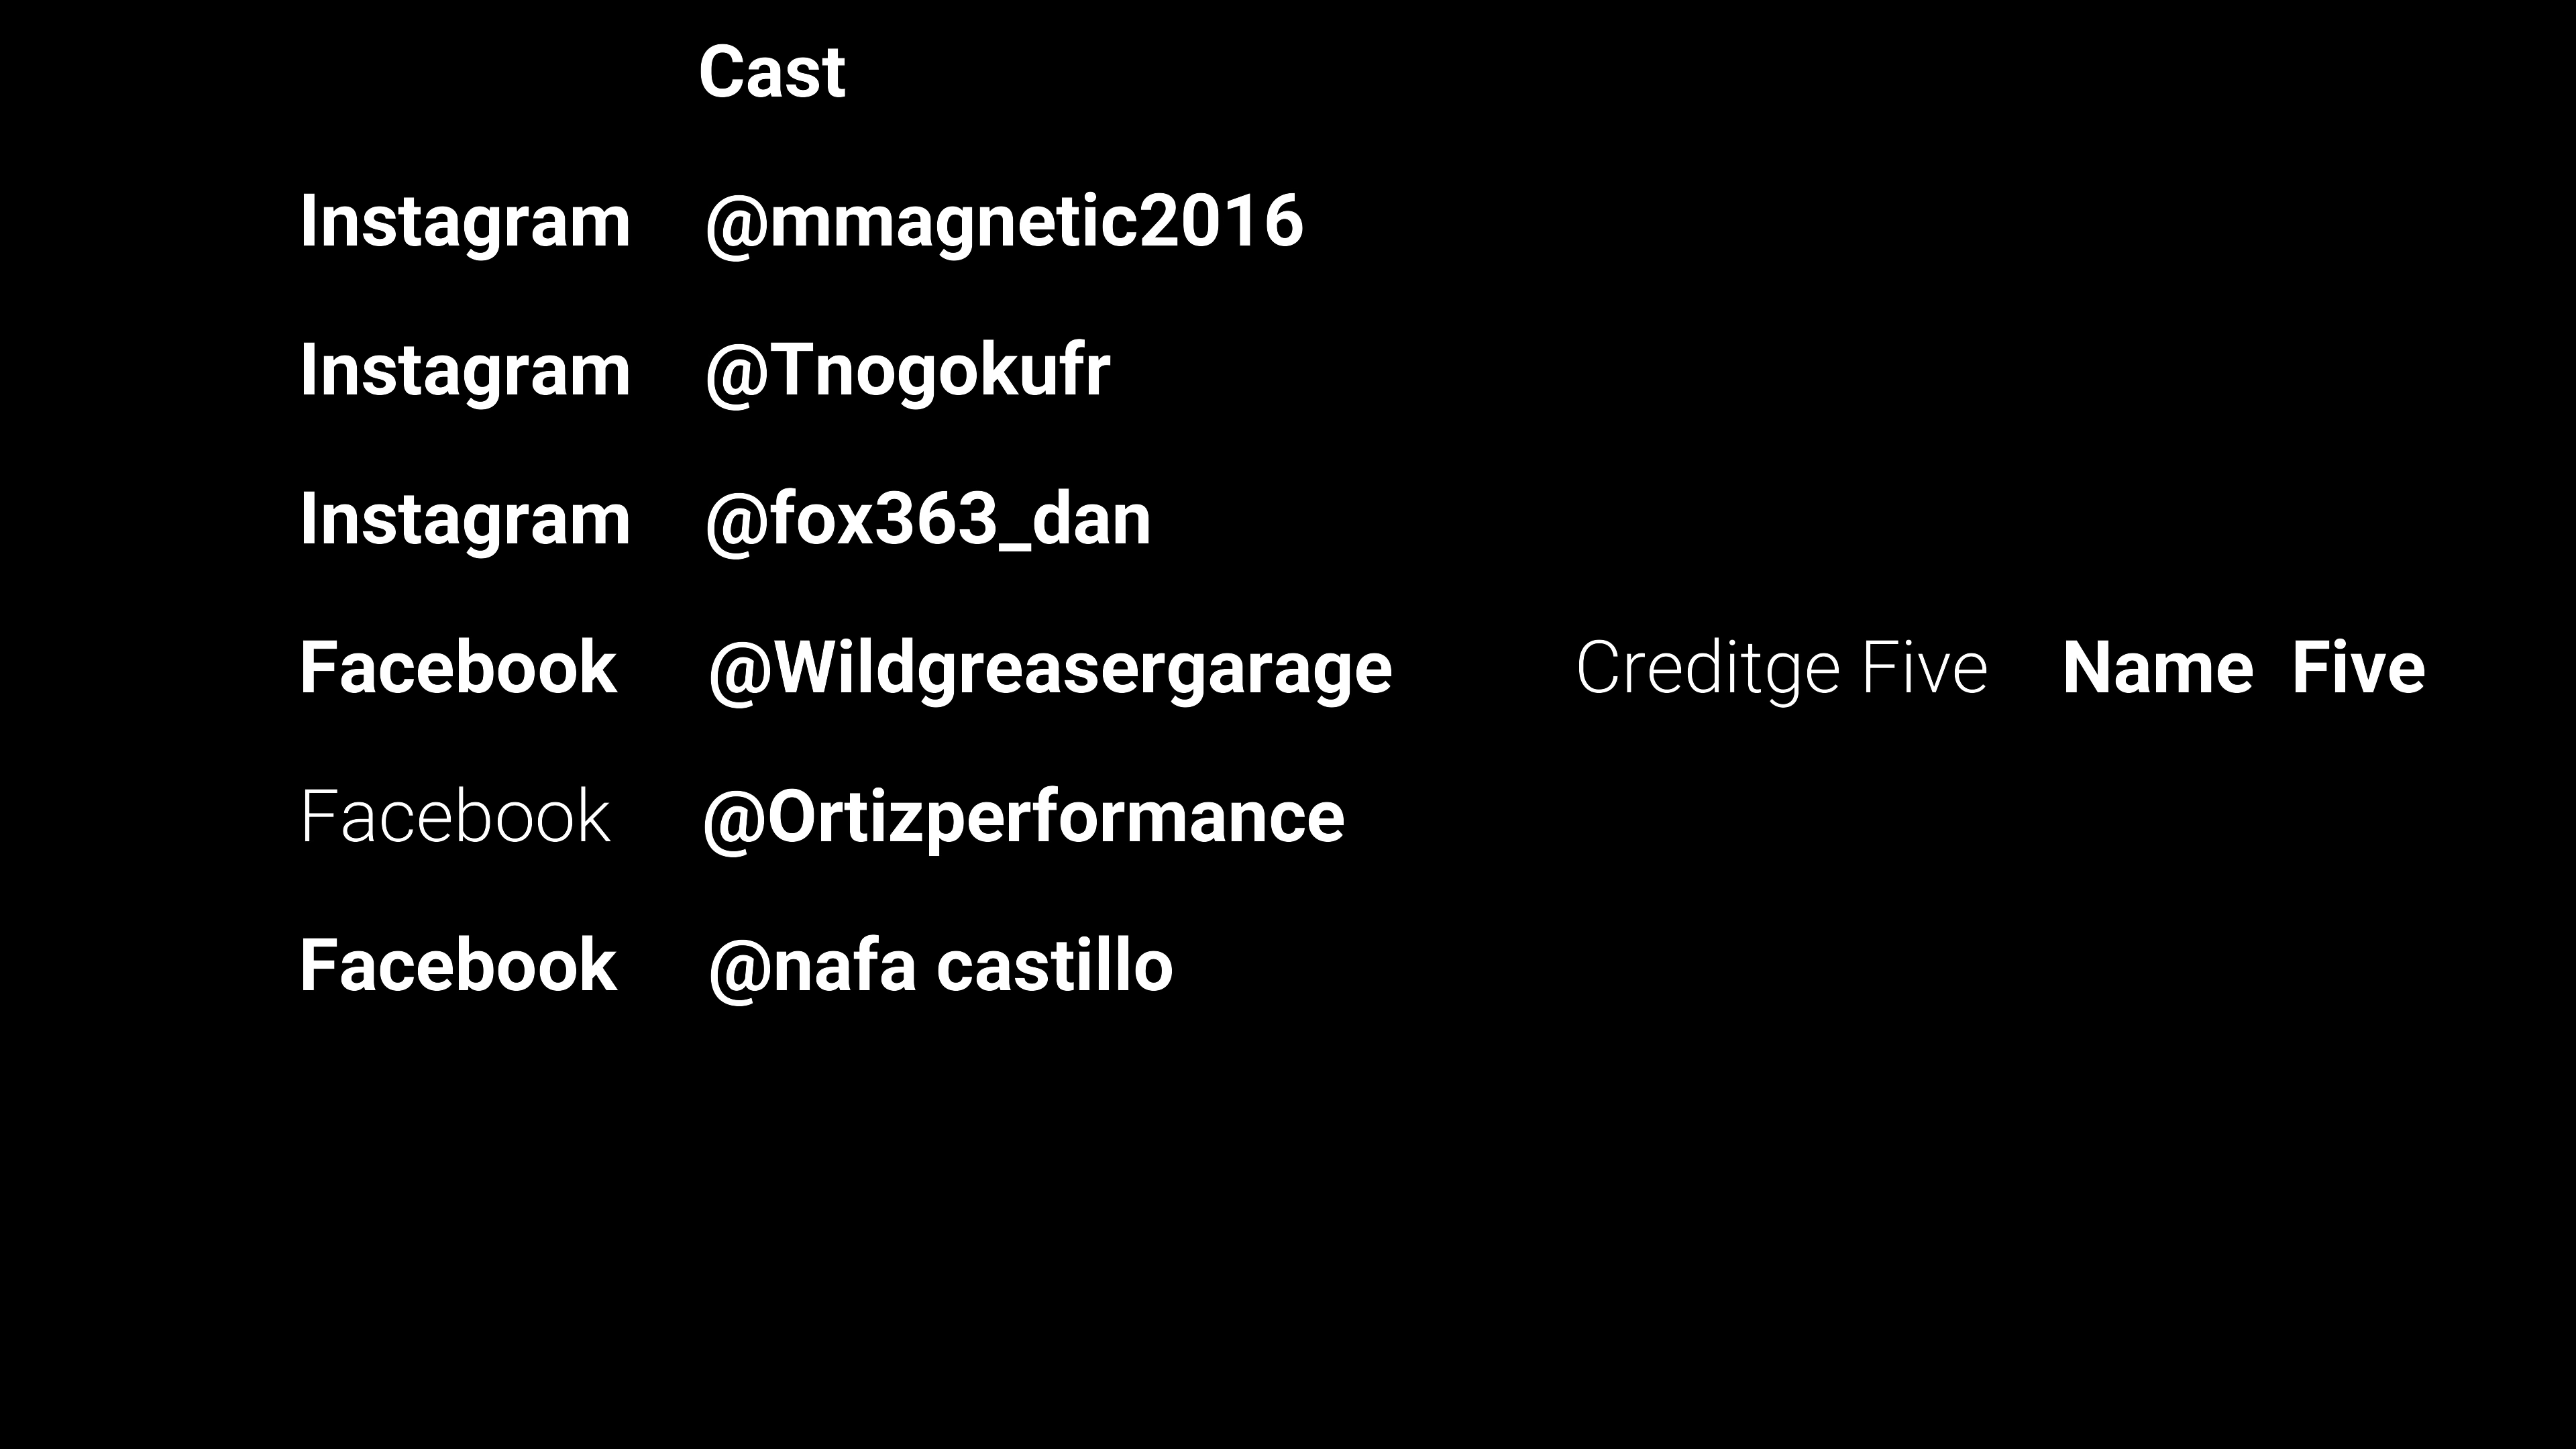 Cast
Instagram @mmagnetic2016
Instagram @Tnogokufr
Instagram @fox363_dan
Facebook @Wildgreasergarage Creditge Five Name Five
Facebook @Ortizperformance
Facebook @nafa castillo